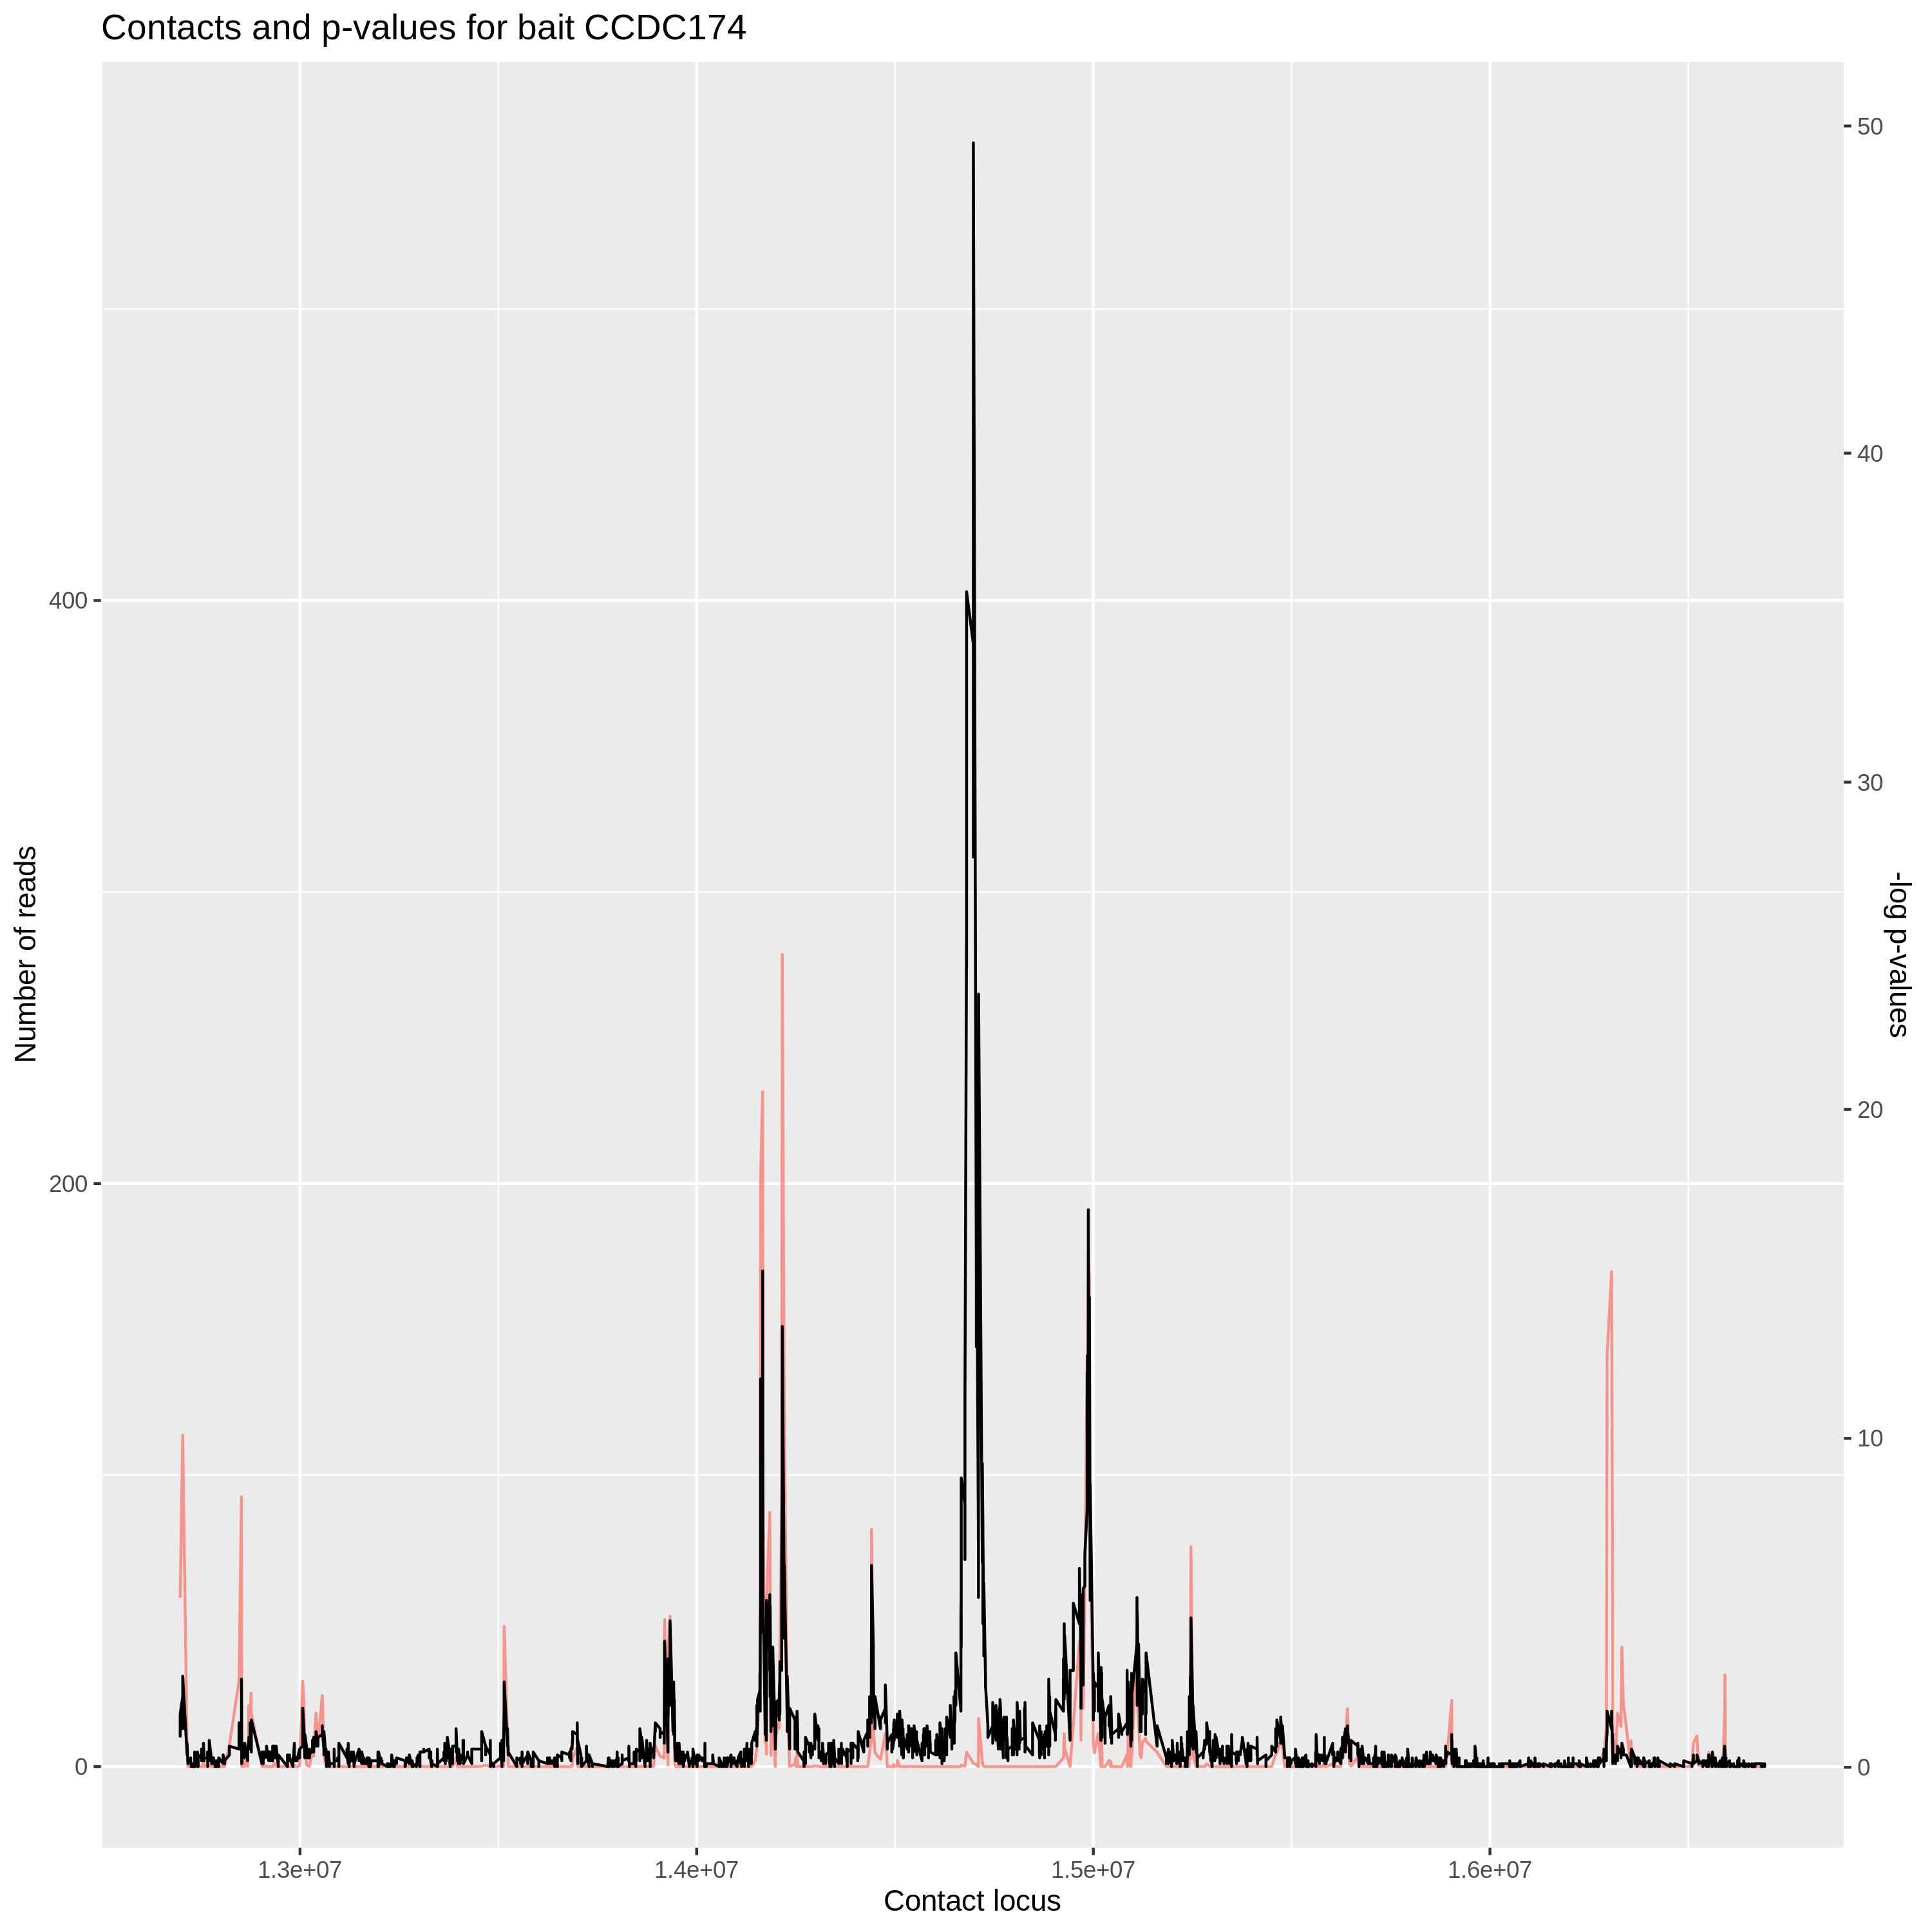 Contacts and p-values for bait CCDC174
Number of reads
400
200
0
50
40
30
20
10
0
-log p-values
1.3e+07
1.4e+07
1.5e+07
1.6e+07
Contact locus